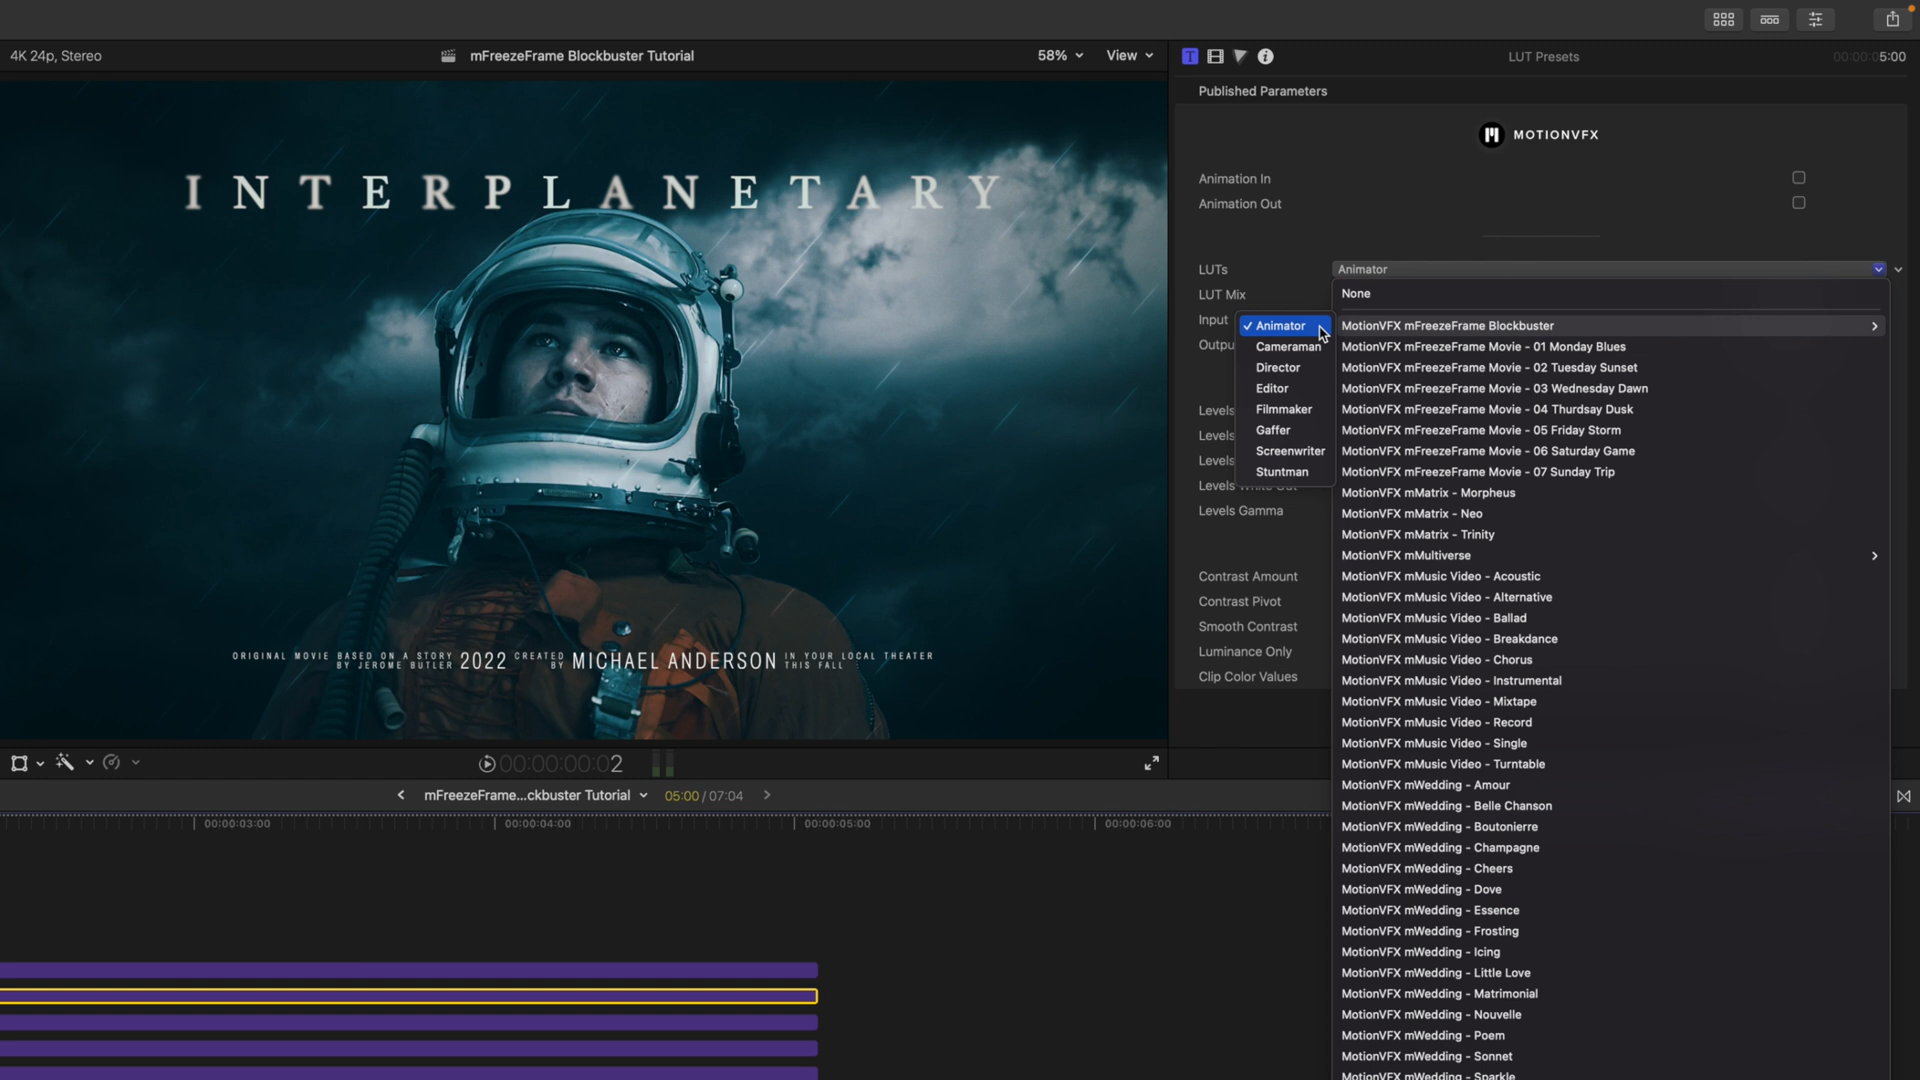 4K 24p, Stereo
mFreezeFrame Blockbuster Tutorial
58%
View
LUT Presets
00:00:05:00
INTERPLANETARY
ORIGINAL MOVIE BASED ON A STORY
BY JEROME BUTLER
2022
CREATED
BY
MICHAEL ANDERSON
IN YOUR LOCAL THEATER
THIS FALL
00:00:00:02
mFreezeFrame...ckbuster Tutorial
05:00 / 07:04
00:00:03:00
00:00:04:00
00:00:05:00
00:00:06:00
Published Parameters
MOTIONVFX
Animation In
Animation Out
LUTs
Animator
LUT Mix
Input
Outpu
Levels
Levels
Levels
Levels
Levels Gamma
Contrast Amount
Contrast Pivot
Smooth Contrast
Luminance Only
Clip Color Values
✓ Animator
Cameraman
Director
Editor
Filmmaker
Gaffer
Screenwriter
Stuntman
None
MotionVFX mFreezeFrame Blockbuster
MotionVFX mFreezeFrame Movie - 01 Monday Blues
MotionVFX mFreezeFrame Movie - 02 Tuesday Sunset
MotionVFX mFreezeFrame Movie - 03 Wednesday Dawn
MotionVFX mFreezeFrame Movie - 04 Thurdsay Dusk
MotionVFX mFreezeFrame Movie - 05 Friday Storm
MotionVFX mFreezeFrame Movie - 06 Saturday Game
MotionVFX mFreezeFrame Movie - 07 Sunday Trip
MotionVFX mMatrix - Morpheus
MotionVFX mMatrix - Neo
MotionVFX mMatrix - Trinity
MotionVFX mMultiverse
MotionVFX mMusic Video - Acoustic
MotionVFX mMusic Video - Alternative
MotionVFX mMusic Video - Ballad
MotionVFX mMusic Video - Breakdance
MotionVFX mMusic Video - Chorus
MotionVFX mMusic Video - Instrumental
MotionVFX mMusic Video - Mixtape
MotionVFX mMusic Video - Record
MotionVFX mMusic Video - Single
MotionVFX mMusic Video - Turntable
MotionVFX mWedding - Amour
MotionVFX mWedding - Belle Chanson
MotionVFX mWedding - Boutonierre
MotionVFX mWedding - Champagne
MotionVFX mWedding - Cheers
MotionVFX mWedding - Dove
MotionVFX mWedding - Essence
MotionVFX mWedding - Frosting
MotionVFX mWedding - Icing
MotionVFX mWedding - Little Love
MotionVFX mWedding - Matrimonial
MotionVFX mWedding - Nouvelle
MotionVFX mWedding - Poem
MotionVFX mWedding - Sonnet
MotionVFX mWedding - Sparkle